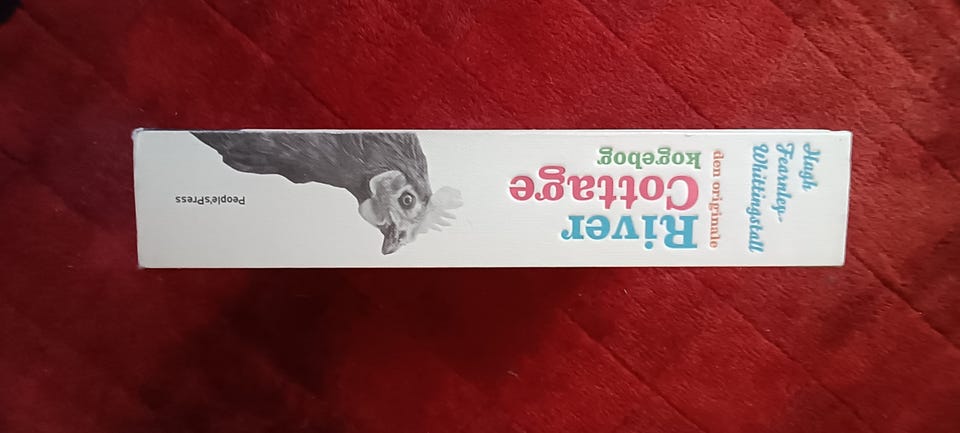 Hugh
Fearnley-
Whittingstall
den originale
River
Cottage
kogebog
People'sPress